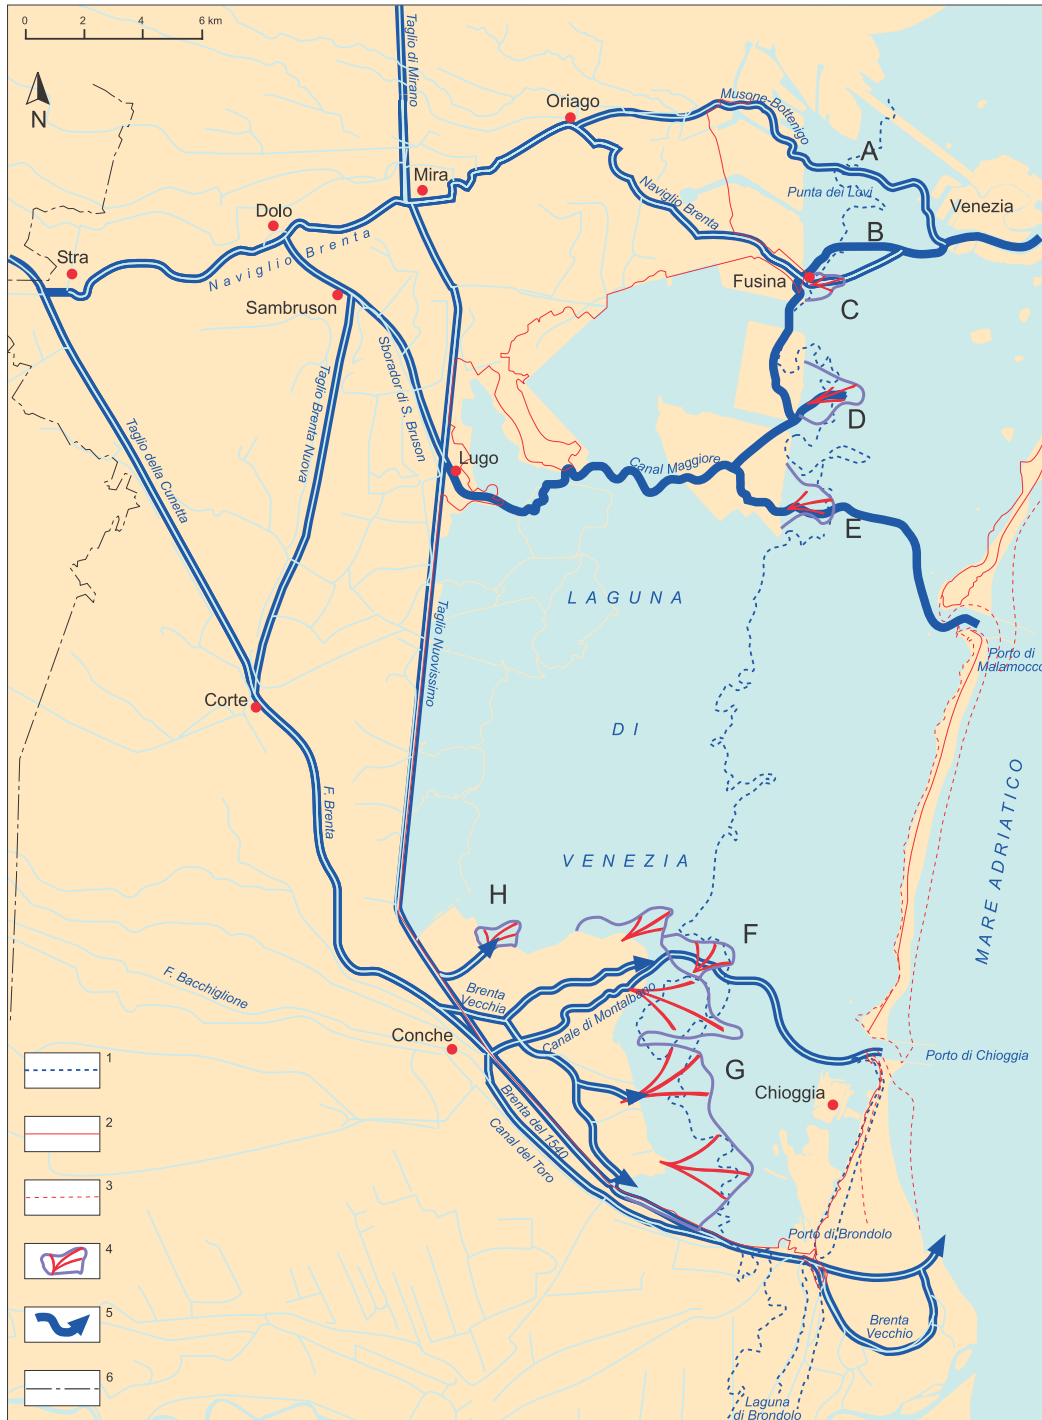 0 2 4 6 km
N
Taglio di Mirano
Oriago
Musone-Bottenigo
A
Mira
Punta dei Lovi
Venezia
Dolo
Naviglio Brenta
B
Stra
Naviglio Brenta
Fusina
C
Sambruson
Sborador di S. Bruson
Taglio Brenta Nuova
D
Taglio della Cunetta
Lugo
Canal Maggiore
E
LAGUNA
Taglio Nuovissimo
Porto di
Malamocco
Corte
DI
MARE ADRIATICO
F. Brenta
VENEZIA
H
F
F. Bacchiglione
Brenta
Vecchia
Canale di Montalbano
Conche
Porto di Chioggia
G
Chioggia
Brenta del 1540
Canal del Toro
Porto di Brondolo
Brenta
Vecchio
Laguna
di Brondolo
1
2
3
4
5
6